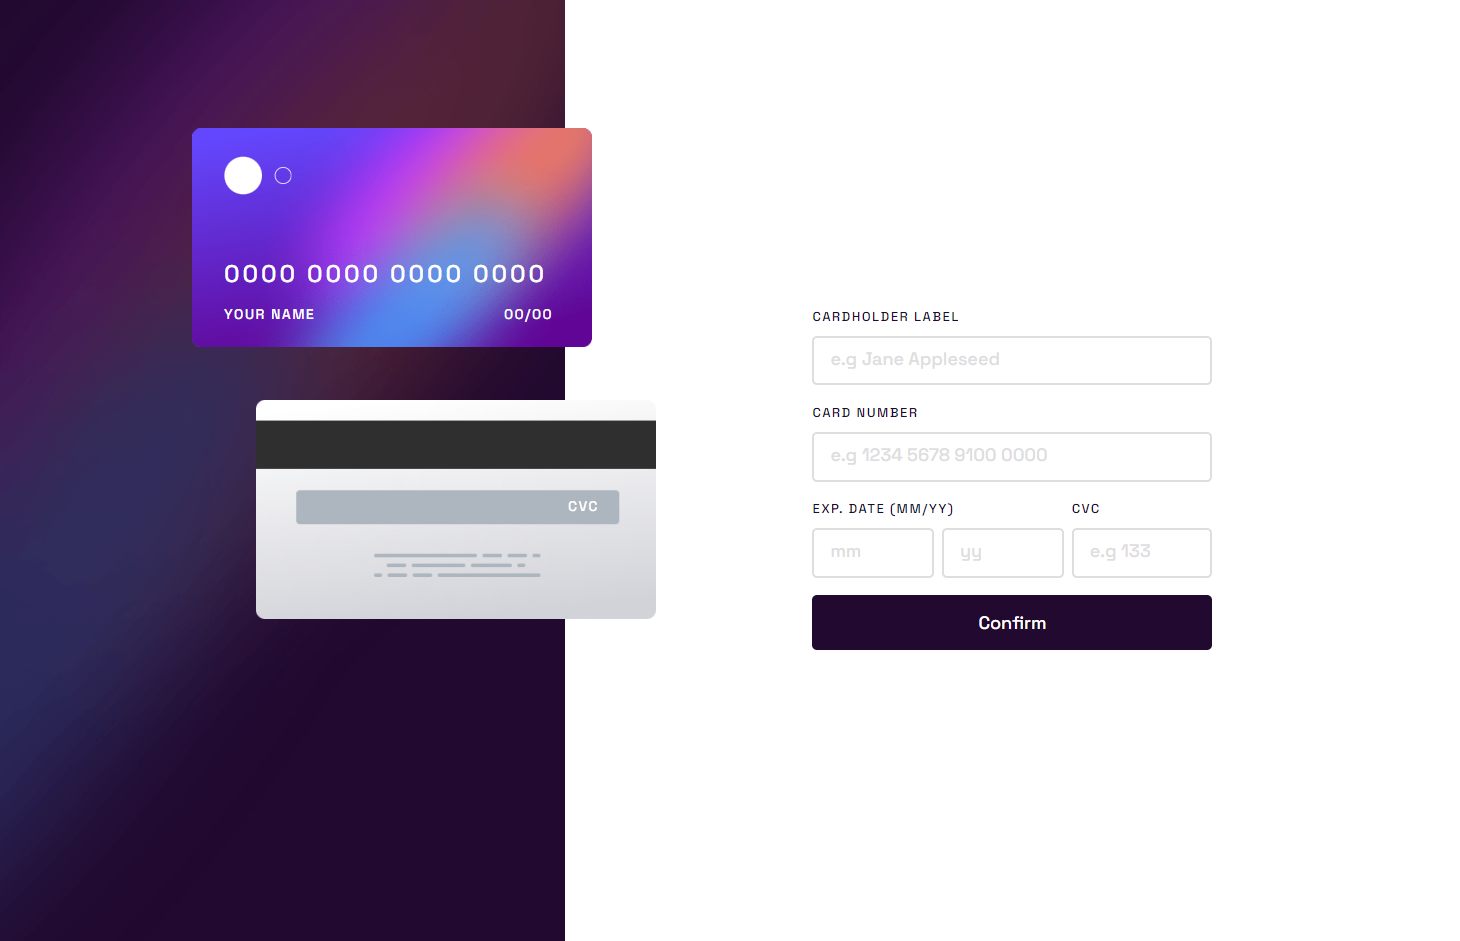 0000 0000 0000 0000
YOUR NAME 00/00
CVC
CARDHOLDER LABEL
e.g Jane Appleseed
CARD NUMBER
e.g 1234 5678 9100 0000
EXP. DATE (MM/YY) CVC
mm yy e.g 133
Confirm